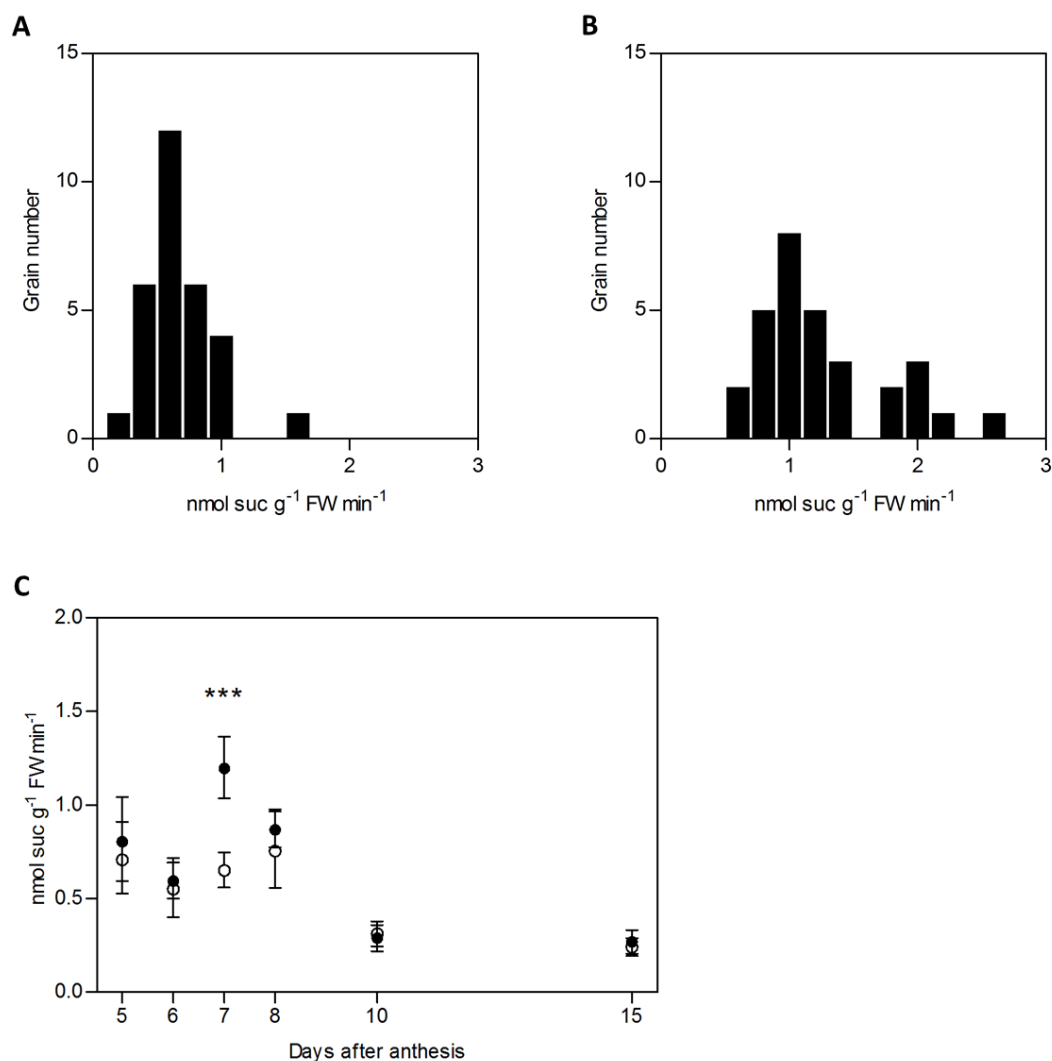 A
15
10
5
0
Grain number
0 1 2 3
nmol suc g⁻¹ FW min⁻¹
B
15
10
5
0
Grain number
0 1 2 3
nmol suc g⁻¹ FW min⁻¹
C
2.0
1.5
1.0
0.5
0.0
nmol suc g⁻¹ FW min⁻¹
***
5 6 7 8 10 15
Days after anthesis